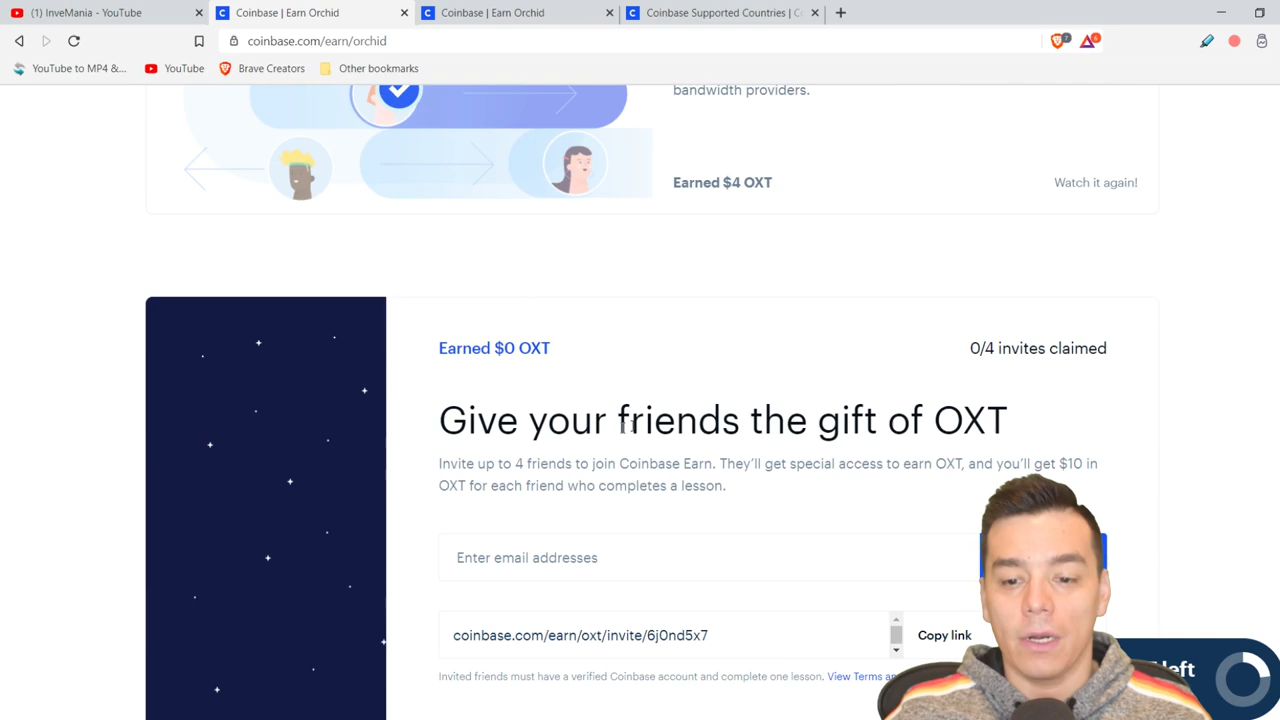 (1) InveMania - YouTube
Coinbase | Earn Orchid
Coinbase | Earn Orchid
Coinbase Supported Countries | C
coinbase.com/earn/orchid
7
6
YouTube to MP4 &...
YouTube
Brave Creators
Other bookmarks
bandwidth providers.
Earned $4 OXT
Watch it again!
Earned $0 OXT
0/4 invites claimed
Give your friends the gift of OXT
Invite up to 4 friends to join Coinbase Earn. They'll get special access to earn OXT, and you'll get $10 in
OXT for each friend who completes a lesson.
Enter email addresses
coinbase.com/earn/oxt/invite/6j0nd5x7
Copy link
Invited friends must have a verified Coinbase account and complete one lesson. View Terms
left